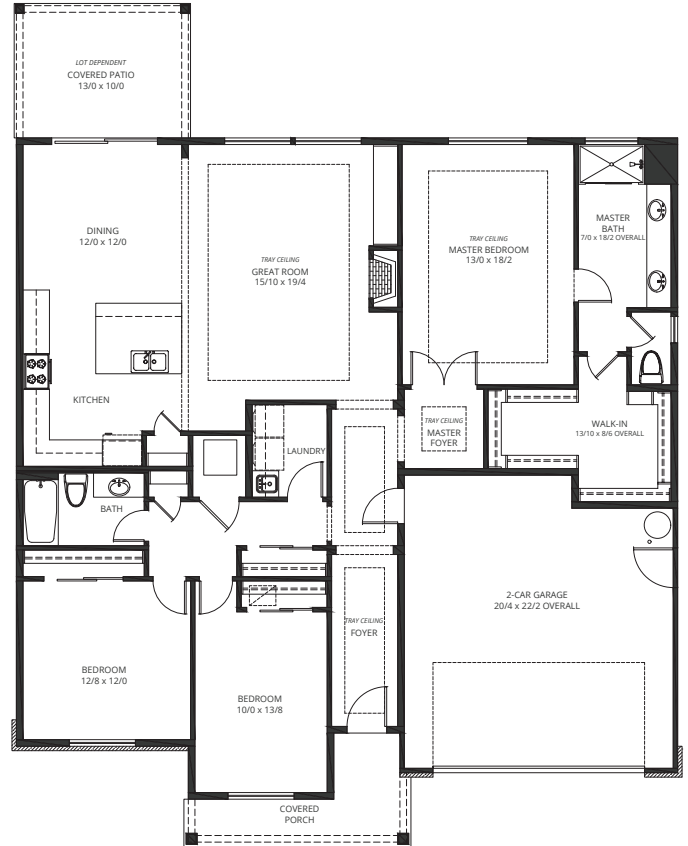 LOT DEPENDENT
COVERED PATIO
13/0 x 10/0
DINING
12/0 x 12/0
TRAY CEILING
GREAT ROOM
15/10 x 19/4
TRAY CEILING
MASTER BEDROOM
13/0 x 18/2
MASTER
BATH
7/0 x 18/2 OVERALL
KITCHEN
TRAY CEILING
MASTER
FOYER
WALK-IN
13/10 x 8/6 OVERALL
LAUNDRY
BATH
2-CAR GARAGE
20/4 x 22/2 OVERALL
TRAY CEILING
FOYER
BEDROOM
12/8 x 12/0
BEDROOM
10/0 x 13/8
COVERED
PORCH